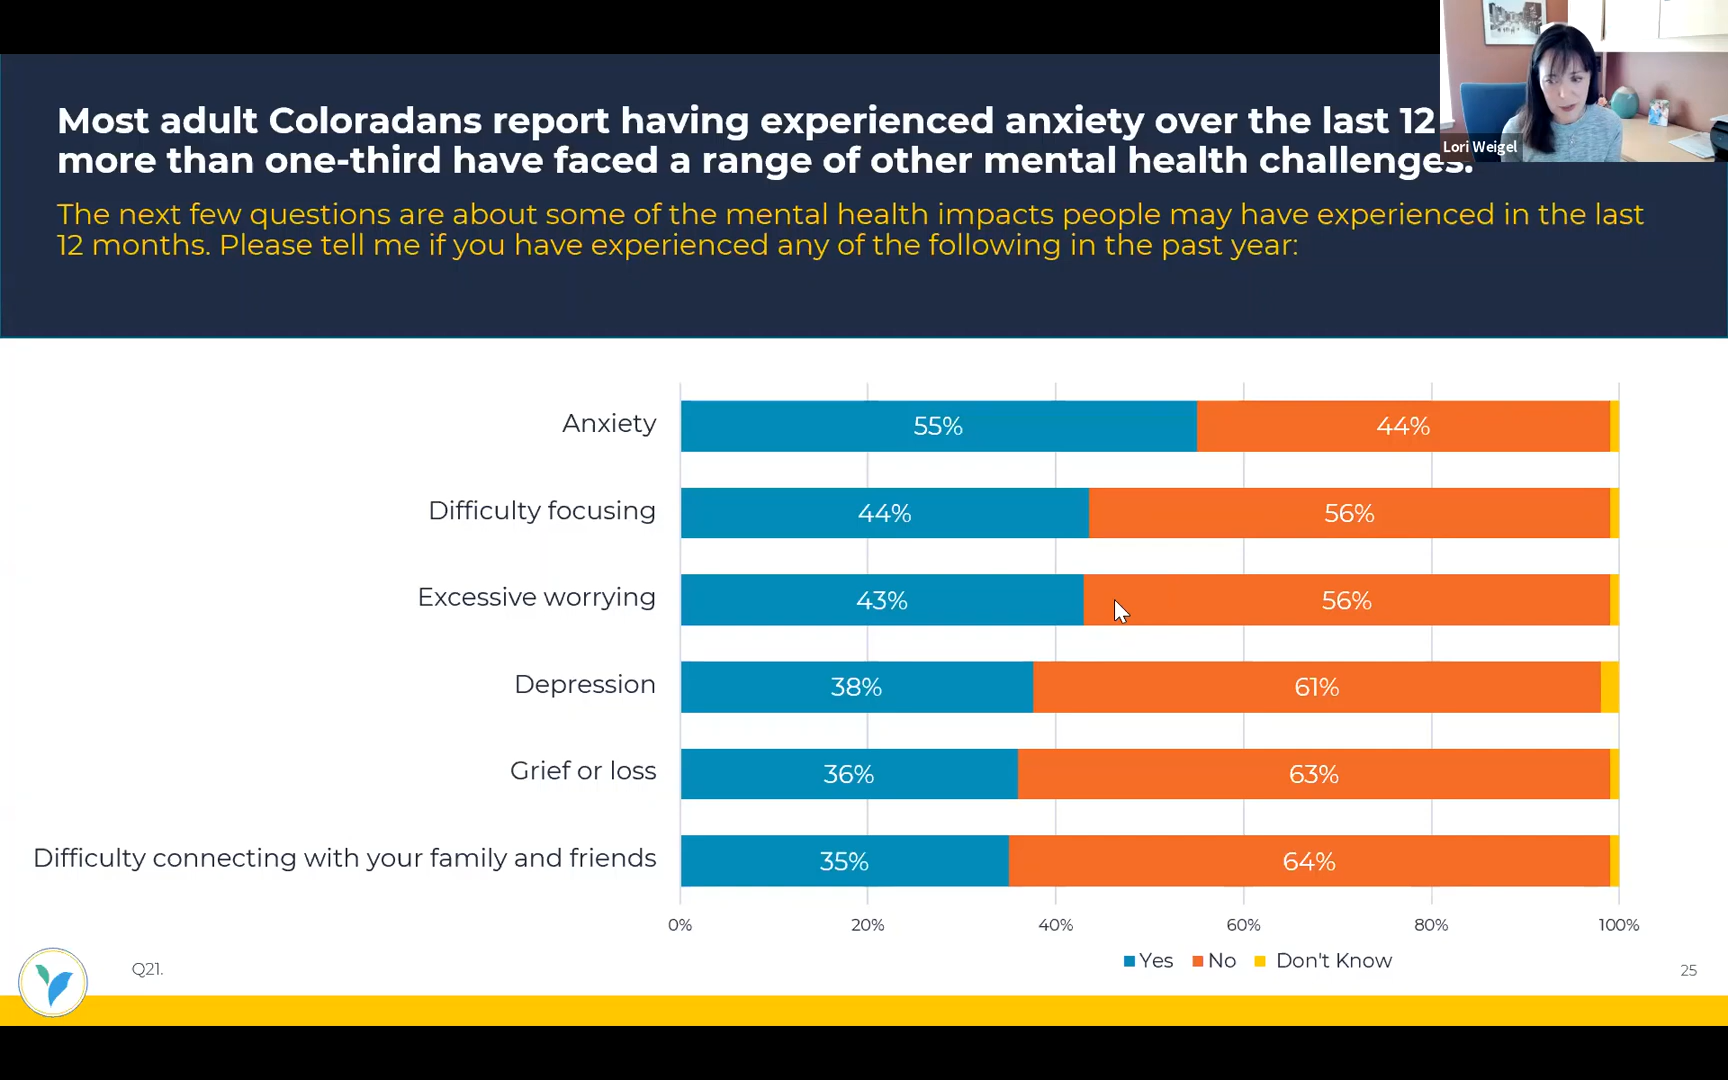 Most adult Coloradans report having experienced anxiety over the last 12
more than one-third have faced a range of other mental health challenges.
Lori Weigel
The next few questions are about some of the mental health impacts people may have experienced in the last
12 months. Please tell me if you have experienced any of the following in the past year:
Anxiety 55% 44%
Difficulty focusing 44% 56%
Excessive worrying 43% 56%
Depression 38% 61%
Grief or loss 36% 63%
Difficulty connecting with your family and friends 35% 64%
0% 20% 40% 60% 80% 100%
Yes No Don't Know
Q21.
25